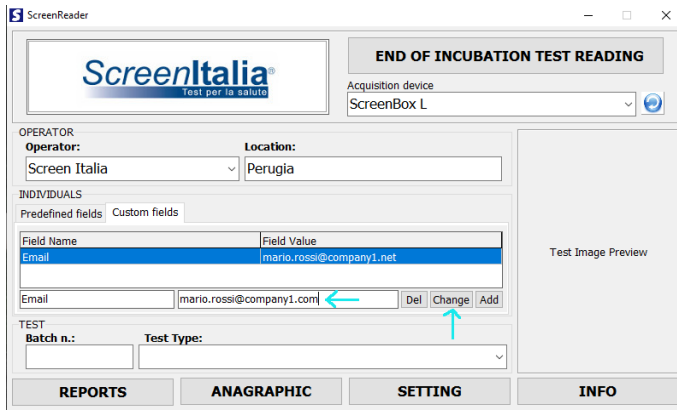 ScreenReader
ScreenItalia®
Test per la salute
END OF INCUBATION TEST READING
Acquisition device
ScreenBox L
OPERATOR
Operator: Location:
Screen Italia Perugia
INDIVIDUALS
Predefined fields Custom fields
Field Name Field Value
Email mario.rossi@company1.net
Email mario.rossi@company1.com Del Change Add
Test Image Preview
TEST
Batch n.: Test Type:
REPORTS ANAGRAPHIC SETTING INFO